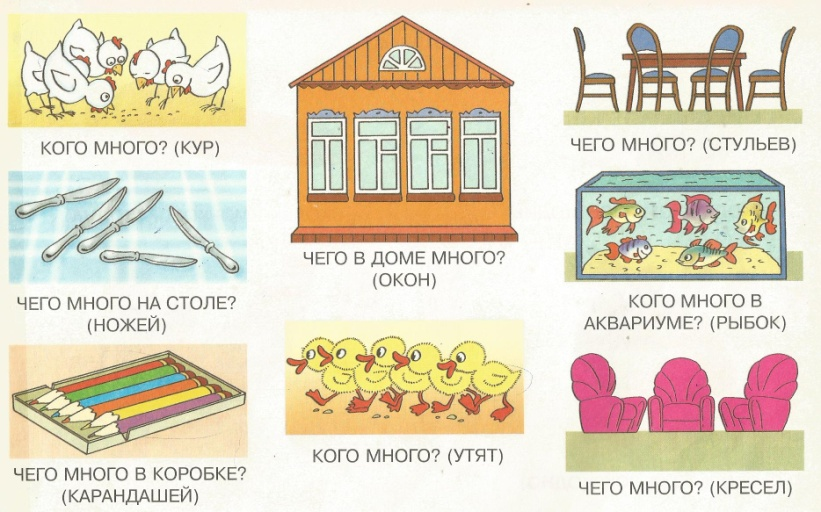 КОГО МНОГО? (КУР)
ЧЕГО МНОГО НА СТОЛЕ?
(НОЖЕЙ)
ЧЕГО МНОГО В КОРОБКЕ?
(КАРАНДАШЕЙ)
ЧЕГО В ДОМЕ МНОГО?
(ОКОН)
КОГО МНОГО? (УТЯТ)
ЧЕГО МНОГО? (СТУЛЬЕВ)
КОГО МНОГО В
АКВАРИУМЕ? (РЫБОК)
ЧЕГО МНОГО? (КРЕСЕЛ)